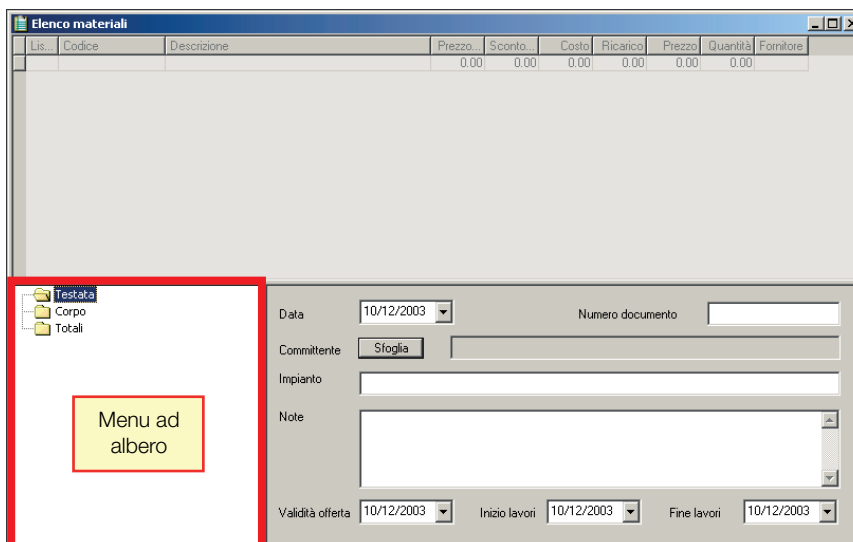 Elenco materiali
Lis... Codice Descrizione Prezzo... Sconto... Costo Ricarico Prezzo Quantità Fornitore
0.00 0.00 0.00 0.00 0.00 0.00
Testata
Corpo
Totali
Menu ad
albero
Data 10/12/2003 Numero documento
Committente Sfoglia
Impianto
Note
Validità offerta 10/12/2003 Inizio lavori 10/12/2003 Fine lavori 10/12/2003